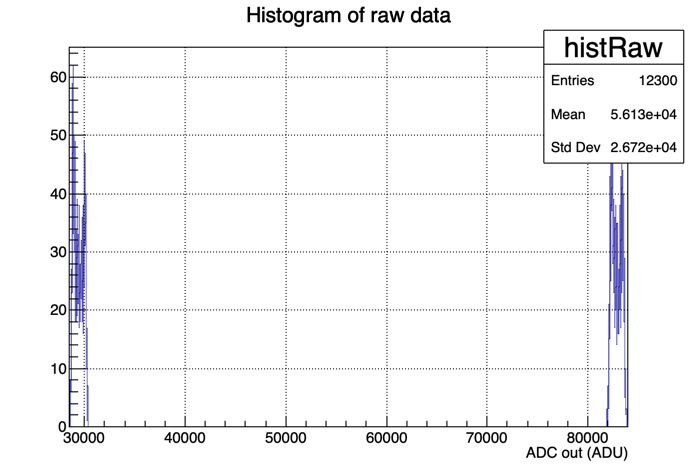 Histogram of raw data
histRaw
Entries 12300
Mean 5.613e+04
Std Dev 2.672e+04
60
50
40
30
20
10
0
30000 40000 50000 60000 70000 80000
ADC out (ADU)